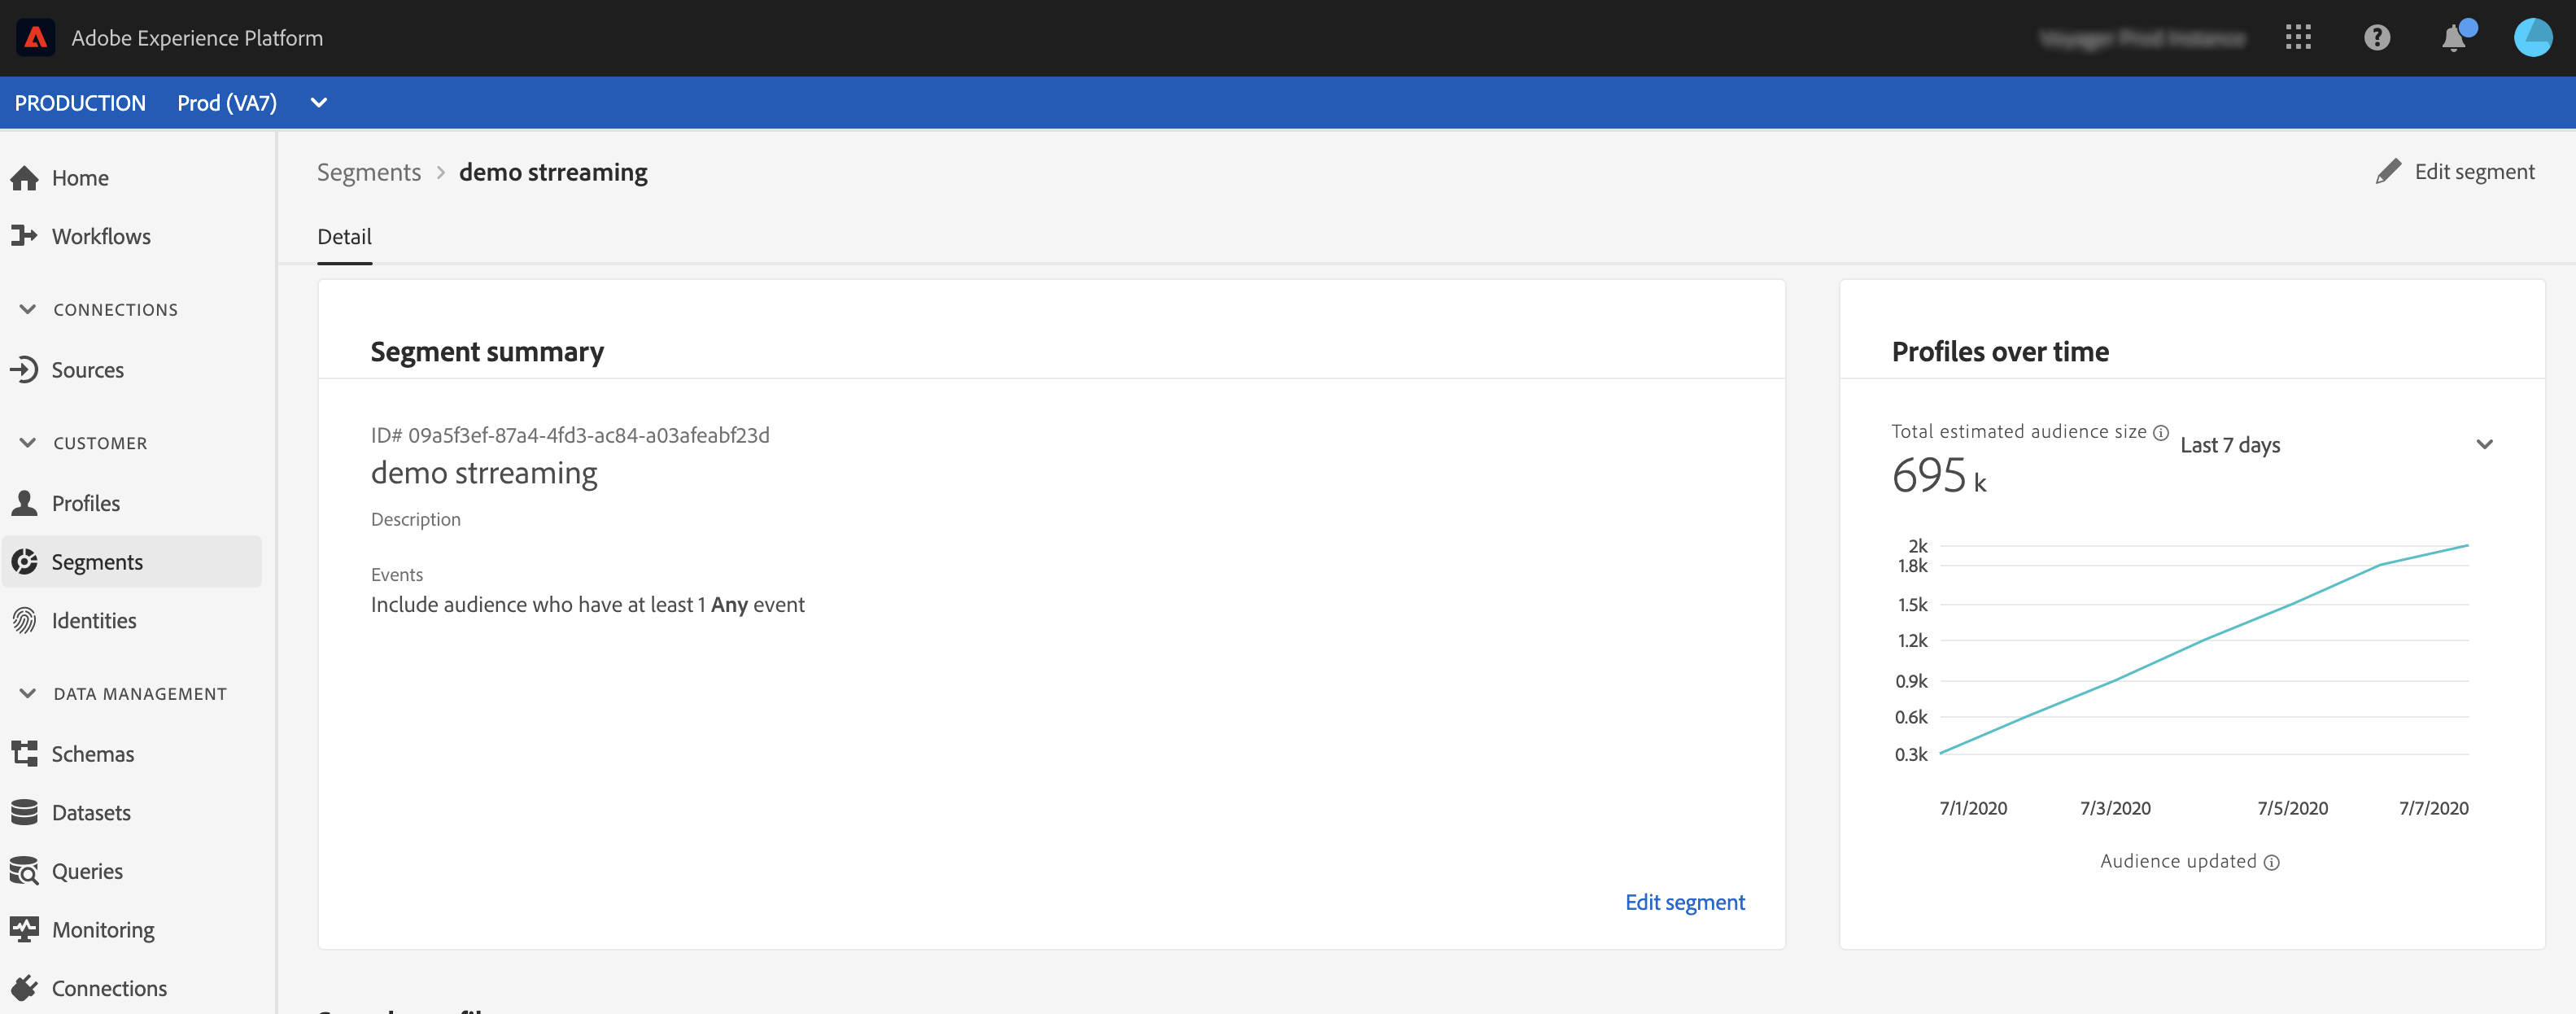 Adobe Experience Platform
PRODUCTION Prod (VA7)
Home
Workflows
CONNECTIONS
Sources
CUSTOMER
Profiles
Segments
Identities
DATA MANAGEMENT
Schemas
Datasets
Queries
Monitoring
Connections
Segments > demo strreaming
Edit segment
Detail
Segment summary
ID# 09a5f3ef-87a4-4fd3-ac84-a03afeabf23d
demo strreaming
Description
Events
Include audience who have at least 1 Any event
Edit segment
Profiles over time
Total estimated audience size
Last 7 days
695 k
2k
1.8k
1.5k
1.2k
0.9k
0.6k
0.3k
7/1/2020 7/3/2020 7/5/2020 7/7/2020
Audience updated